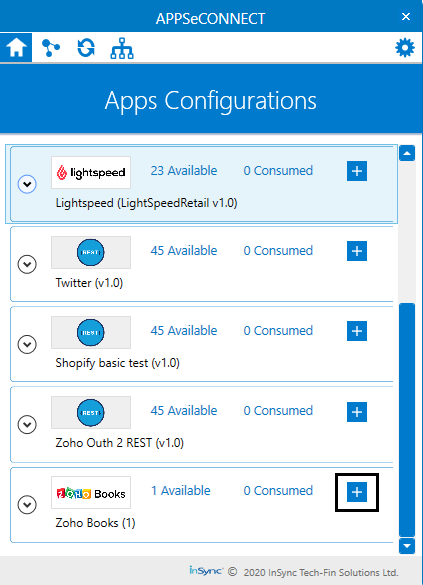 APPSeCONNECT
Apps Configurations
lightspeed 23 Available 0 Consumed
Lightspeed (LightSpeedRetail v1.0)
REST! 45 Available 0 Consumed
Twitter (v1.0)
REST! 45 Available 0 Consumed
Shopify basic test (v1.0)
REST! 45 Available 0 Consumed
Zoho Outh 2 REST (v1.0)
ZOHO Books 1 Available 0 Consumed
Zoho Books (1)
InSync © 2020 InSync Tech-Fin Solutions Ltd.